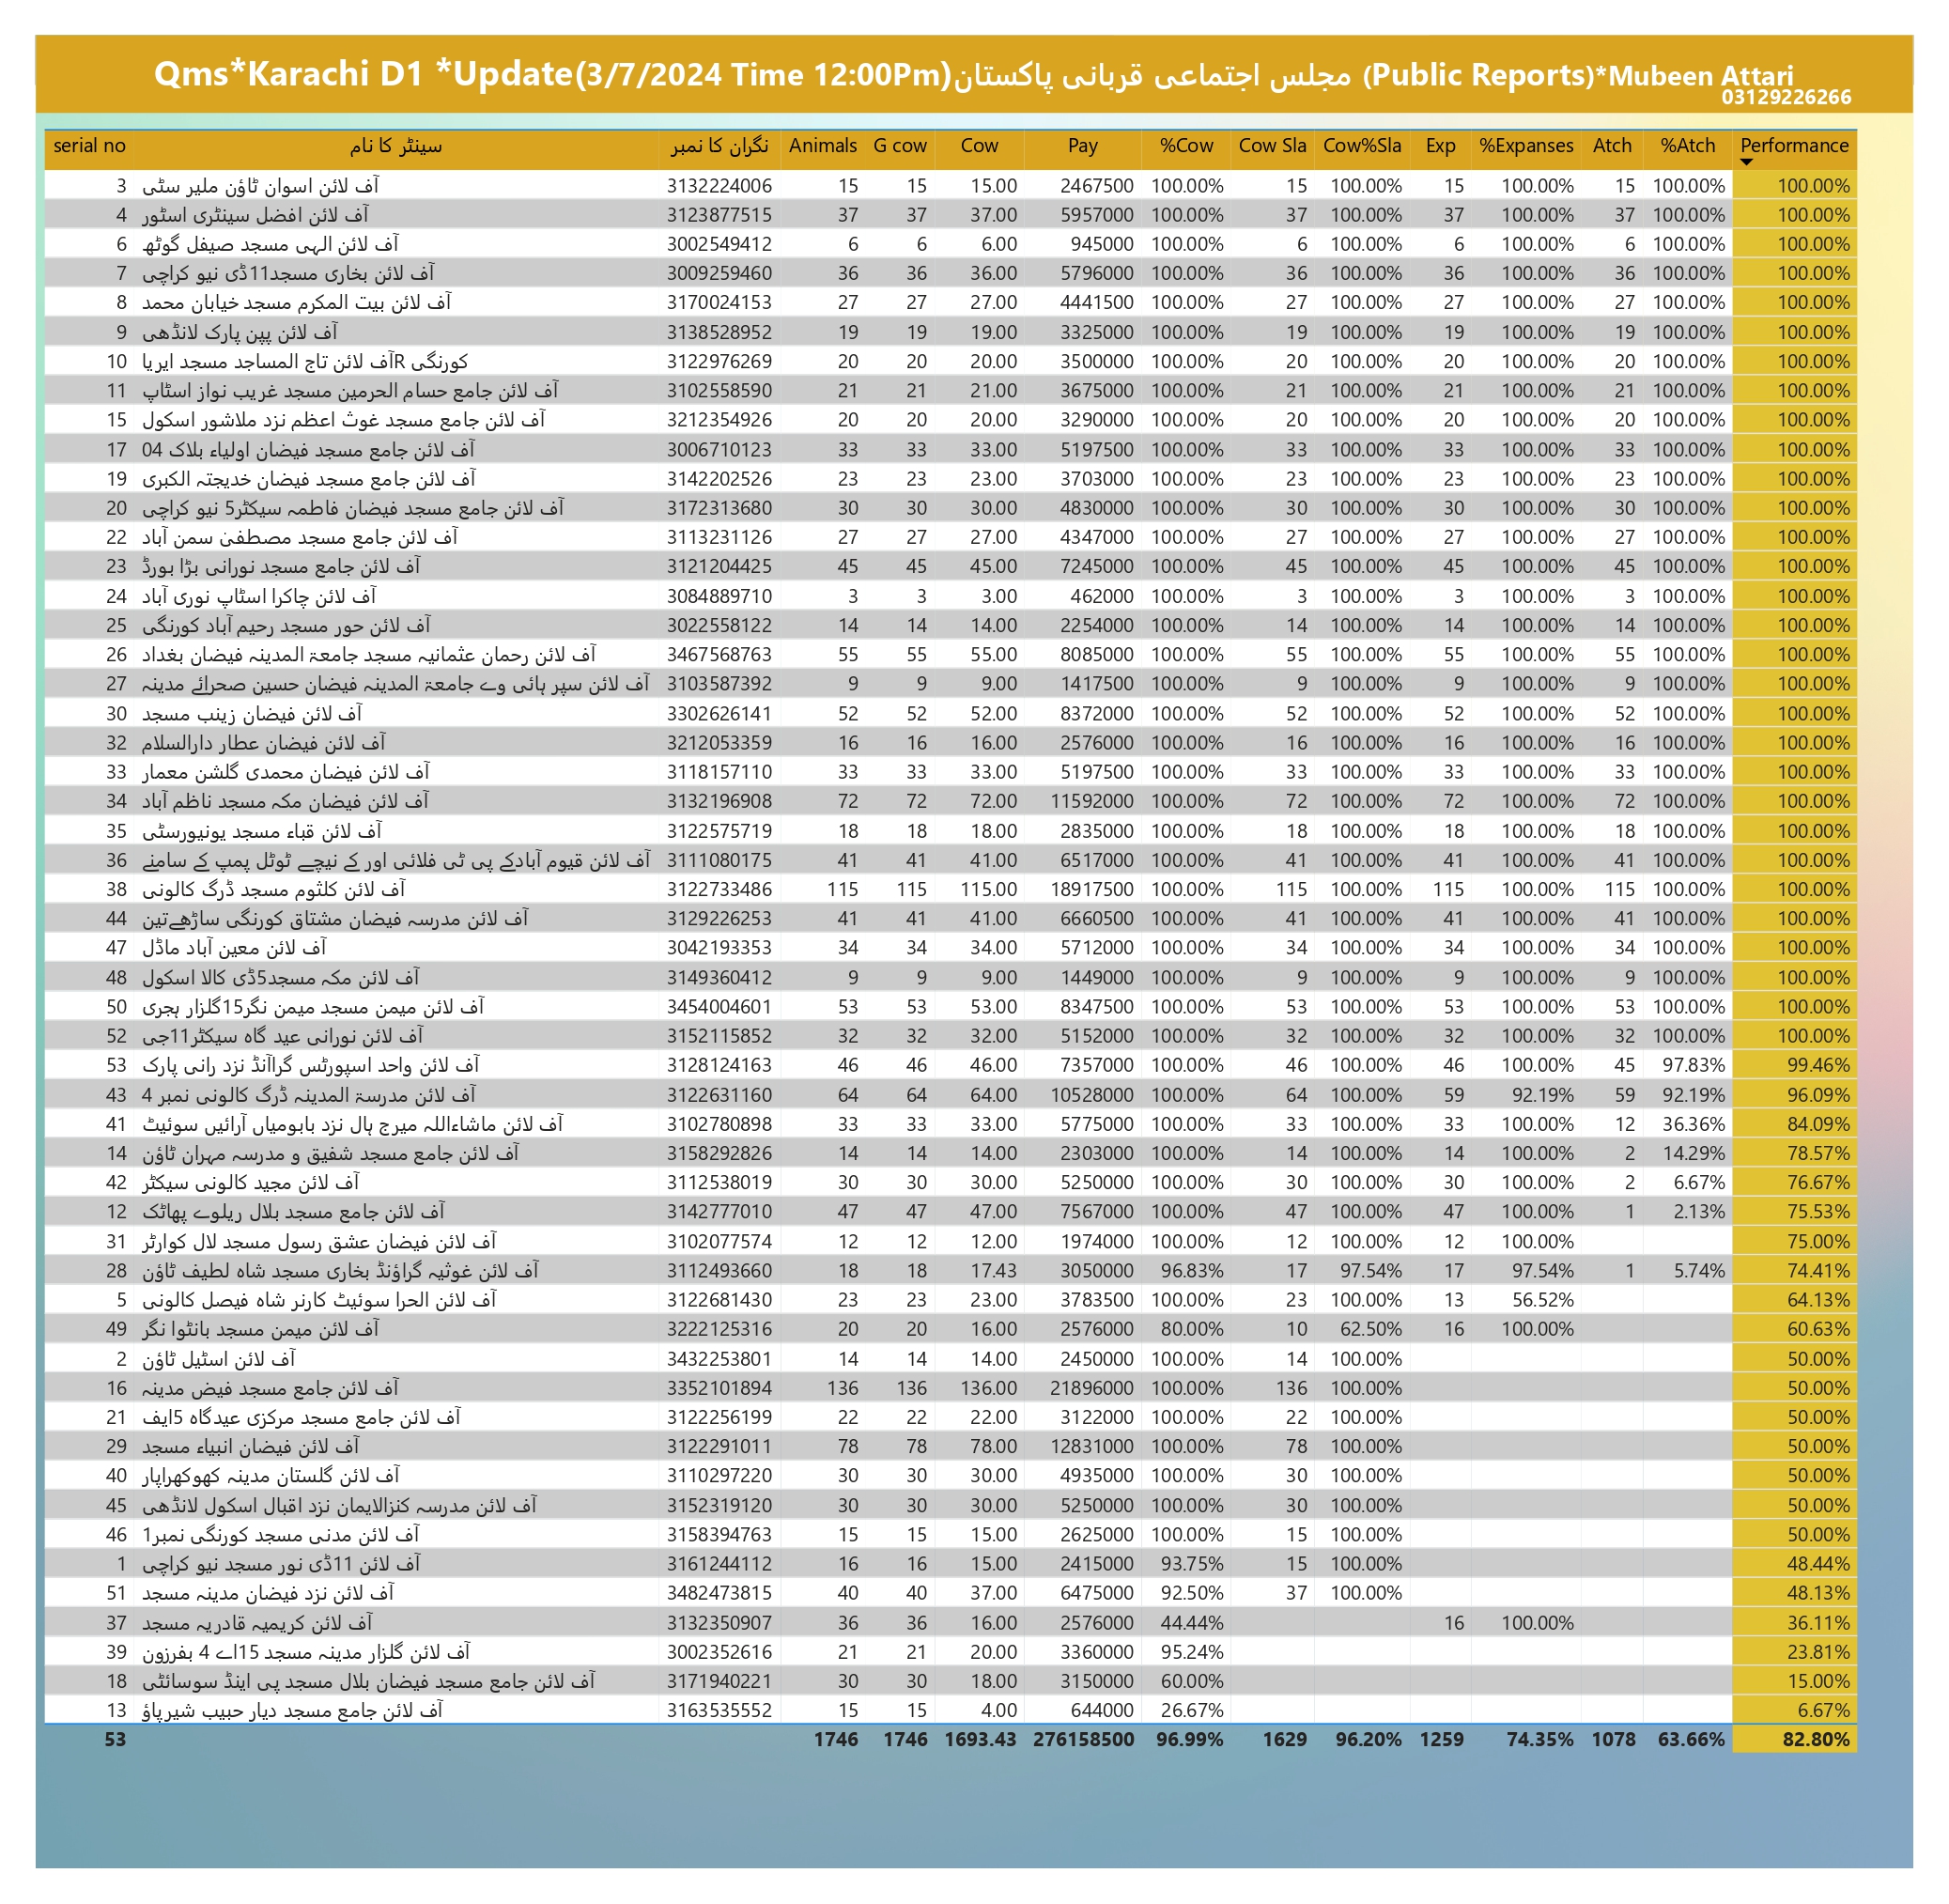 Qms*Karachi D1 *Update(3/7/2024 Time 12:00Pm)مجلس اجتماعی قربانی پاکستان (Public Reports)*Mubeen Attari
03129226266
serial no سینٹر کا نام نگران کا نمبر Animals G cow Cow Pay %Cow Cow Sla Cow%Sla Exp %Expanses Atch %Atch Performance
3 آف لائن اسوان ٹاؤن ملیر سٹی 3132224006 15 15 15.00 2467500 100.00% 15 100.00% 15 100.00% 15 100.00% 100.00%
4 آف لائن افضل سینٹری اسٹور 3123877515 37 37 37.00 5957000 100.00% 37 100.00% 37 100.00% 37 100.00% 100.00%
6 آف لائن الہی مسجد صیفل گوٹھ 3002549412 6 6 6.00 945000 100.00% 6 100.00% 6 100.00% 6 100.00% 100.00%
7 آف لائن بخاری مسجد11ڈی نیو کراچی 3009259460 36 36 36.00 5796000 100.00% 36 100.00% 36 100.00% 36 100.00% 100.00%
8 آف لائن بیت المکرم مسجد خیابان محمد 3170024153 27 27 27.00 4441500 100.00% 27 100.00% 27 100.00% 27 100.00% 100.00%
9 آف لائن پپن پارک لانڈھی 3138528952 19 19 19.00 3325000 100.00% 19 100.00% 19 100.00% 19 100.00% 100.00%
10 آف لائن تاج المساجد مسجد ایریا R کورنگی 3122976269 20 20 20.00 3500000 100.00% 20 100.00% 20 100.00% 20 100.00% 100.00%
11 آف لائن جامع حسام الحرمین مسجد غریب نواز اسٹاپ 3102558590 21 21 21.00 3675000 100.00% 21 100.00% 21 100.00% 21 100.00% 100.00%
15 آف لائن جامع مسجد غوث اعظم نزد ملاشور اسکول 3212354926 20 20 20.00 3290000 100.00% 20 100.00% 20 100.00% 20 100.00% 100.00%
17 آف لائن جامع مسجد فیضان اولیاء بلاک 04 3006710123 33 33 33.00 5197500 100.00% 33 100.00% 33 100.00% 33 100.00% 100.00%
19 آف لائن جامع مسجد فیضان خدیجتہ الکبری 3142202526 23 23 23.00 3703000 100.00% 23 100.00% 23 100.00% 23 100.00% 100.00%
20 آف لائن جامع مسجد فیضان فاطمہ سیکٹر5 نیو کراچی 3172313680 30 30 30.00 4830000 100.00% 30 100.00% 30 100.00% 30 100.00% 100.00%
22 آف لائن جامع مسجد مصطفیٰ سمن آباد 3113231126 27 27 27.00 4347000 100.00% 27 100.00% 27 100.00% 27 100.00% 100.00%
23 آف لائن جامع مسجد نورانی بڑا بورڈ 3121204425 45 45 45.00 7245000 100.00% 45 100.00% 45 100.00% 45 100.00% 100.00%
24 آف لائن چاکرا اسٹاپ نوری آباد 3084889710 3 3 3.00 462000 100.00% 3 100.00% 3 100.00% 3 100.00% 100.00%
25 آف لائن حور مسجد رحیم آباد کورنگی 3022558122 14 14 14.00 2254000 100.00% 14 100.00% 14 100.00% 14 100.00% 100.00%
26 آف لائن رحمان عثمانیہ مسجد جامعۃ المدینہ فیضان بغداد 3467568763 55 55 55.00 8085000 100.00% 55 100.00% 55 100.00% 55 100.00% 100.00%
27 آف لائن سپر ہائی وے جامعۃ المدینہ فیضان حسین صحرائے مدینہ 3103587392 9 9 9.00 1417500 100.00% 9 100.00% 9 100.00% 9 100.00% 100.00%
30 آف لائن فیضان زینب مسجد 3302626141 52 52 52.00 8372000 100.00% 52 100.00% 52 100.00% 52 100.00% 100.00%
32 آف لائن فیضان عطار دارالسلام 3212053359 16 16 16.00 2576000 100.00% 16 100.00% 16 100.00% 16 100.00% 100.00%
33 آف لائن فیضان محمدی گلشن معمار 3118157110 33 33 33.00 5197500 100.00% 33 100.00% 33 100.00% 33 100.00% 100.00%
34 آف لائن فیضان مکہ مسجد ناظم آباد 3132196908 72 72 72.00 11592000 100.00% 72 100.00% 72 100.00% 72 100.00% 100.00%
35 آف لائن قباء مسجد یونیورسٹی 3122575719 18 18 18.00 2835000 100.00% 18 100.00% 18 100.00% 18 100.00% 100.00%
36 آف لائن قیوم آبادکے پی ٹی فلائی اور کے نیچے ٹوٹل پمپ کے سامنے 3111080175 41 41 41.00 6517000 100.00% 41 100.00% 41 100.00% 41 100.00% 100.00%
38 آف لائن کلثوم مسجد ڈرگ کالونی 3122733486 115 115 115.00 18917500 100.00% 115 100.00% 115 100.00% 115 100.00% 100.00%
44 آف لائن مدرسہ فیضان مشتاق کورنگی ساڑھےتین 3129226253 41 41 41.00 6660500 100.00% 41 100.00% 41 100.00% 41 100.00% 100.00%
47 آف لائن معین آباد ماڈل 3042193353 34 34 34.00 5712000 100.00% 34 100.00% 34 100.00% 34 100.00% 100.00%
48 آف لائن مکہ مسجد5ڈی کالا اسکول 3149360412 9 9 9.00 1449000 100.00% 9 100.00% 9 100.00% 9 100.00% 100.00%
50 آف لائن میمن مسجد میمن نگر15گلزار ہجری 3454004601 53 53 53.00 8347500 100.00% 53 100.00% 53 100.00% 53 100.00% 100.00%
52 آف لائن نورانی عید گاہ سیکٹر11جی 3152115852 32 32 32.00 5152000 100.00% 32 100.00% 32 100.00% 32 100.00% 100.00%
53 آف لائن واحد اسپورٹس گراآنڈ نزد رانی پارک 3128124163 46 46 46.00 7357000 100.00% 46 100.00% 46 100.00% 45 97.83% 99.46%
43 آف لائن مدرسۃ المدینہ ڈرگ کالونی نمبر 4 3122631160 64 64 64.00 10528000 100.00% 64 100.00% 59 92.19% 59 92.19% 96.09%
41 آف لائن ماشاءاللہ میرج ہال نزد بابومیاں آرائیں سوئیٹ 3102780898 33 33 33.00 5775000 100.00% 33 100.00% 33 100.00% 12 36.36% 84.09%
14 آف لائن جامع مسجد شفیق و مدرسہ مہران ٹاؤن 3158292826 14 14 14.00 2303000 100.00% 14 100.00% 14 100.00% 2 14.29% 78.57%
42 آف لائن مجید کالونی سیکٹر 3112538019 30 30 30.00 5250000 100.00% 30 100.00% 30 100.00% 2 6.67% 76.67%
12 آف لائن جامع مسجد بلال ریلوے پھاٹک 3142777010 47 47 47.00 7567000 100.00% 47 100.00% 47 100.00% 1 2.13% 75.53%
31 آف لائن فیضان عشق رسول مسجد لال کوارٹر 3102077574 12 12 12.00 1974000 100.00% 12 100.00% 12 100.00% 75.00%
28 آف لائن غوثیہ گراؤنڈ بخاری مسجد شاہ لطیف ٹاؤن 3112493660 18 18 17.43 3050000 96.83% 17 97.54% 17 97.54% 1 5.74% 74.41%
5 آف لائن الحرا سوئیٹ کارنر شاہ فیصل کالونی 3122681430 23 23 23.00 3783500 100.00% 23 100.00% 13 56.52% 64.13%
49 آف لائن میمن مسجد بانٹوا نگر 3222125316 20 20 16.00 2576000 80.00% 10 62.50% 16 100.00% 60.63%
2 آف لائن اسٹیل ٹاؤن 3432253801 14 14 14.00 2450000 100.00% 14 100.00% 50.00%
16 آف لائن جامع مسجد فیض مدینہ 3352101894 136 136 136.00 21896000 100.00% 136 100.00% 50.00%
21 آف لائن جامع مسجد مرکزی عیدگاہ 5ایف 3122256199 22 22 22.00 3122000 100.00% 22 100.00% 50.00%
29 آف لائن فیضان انبیاء مسجد 3122291011 78 78 78.00 12831000 100.00% 78 100.00% 50.00%
40 آف لائن گلستان مدینہ کھوکھراپار 3110297220 30 30 30.00 4935000 100.00% 30 100.00% 50.00%
45 آف لائن مدرسہ کنزالایمان نزد اقبال اسکول لانڈھی 3152319120 30 30 30.00 5250000 100.00% 30 100.00% 50.00%
46 آف لائن مدنی مسجد کورنگی نمبر1 3158394763 15 15 15.00 2625000 100.00% 15 100.00% 50.00%
1 آف لائن 11ڈی نور مسجد نیو کراچی 3161244112 16 16 15.00 2415000 93.75% 15 100.00% 48.44%
51 آف لائن نزد فیضان مدینہ مسجد 3482473815 40 40 37.00 6475000 92.50% 37 100.00% 48.13%
37 آف لائن کریمیہ قادریہ مسجد 3132350907 36 36 16.00 2576000 44.44% 16 100.00% 36.11%
39 آف لائن گلزار مدینہ مسجد 15اے 4 بفرزون 3002352616 21 21 20.00 3360000 95.24% 23.81%
18 آف لائن جامع مسجد فیضان بلال مسجد پی اینڈ سوسائٹی 3171940221 30 30 18.00 3150000 60.00% 15.00%
13 آف لائن جامع مسجد دیار حبیب شیرپاؤ 3163535552 15 15 4.00 644000 26.67% 6.67%
53 1746 1746 1693.43 276158500 96.99% 1629 96.20% 1259 74.35% 1078 63.66% 82.80%